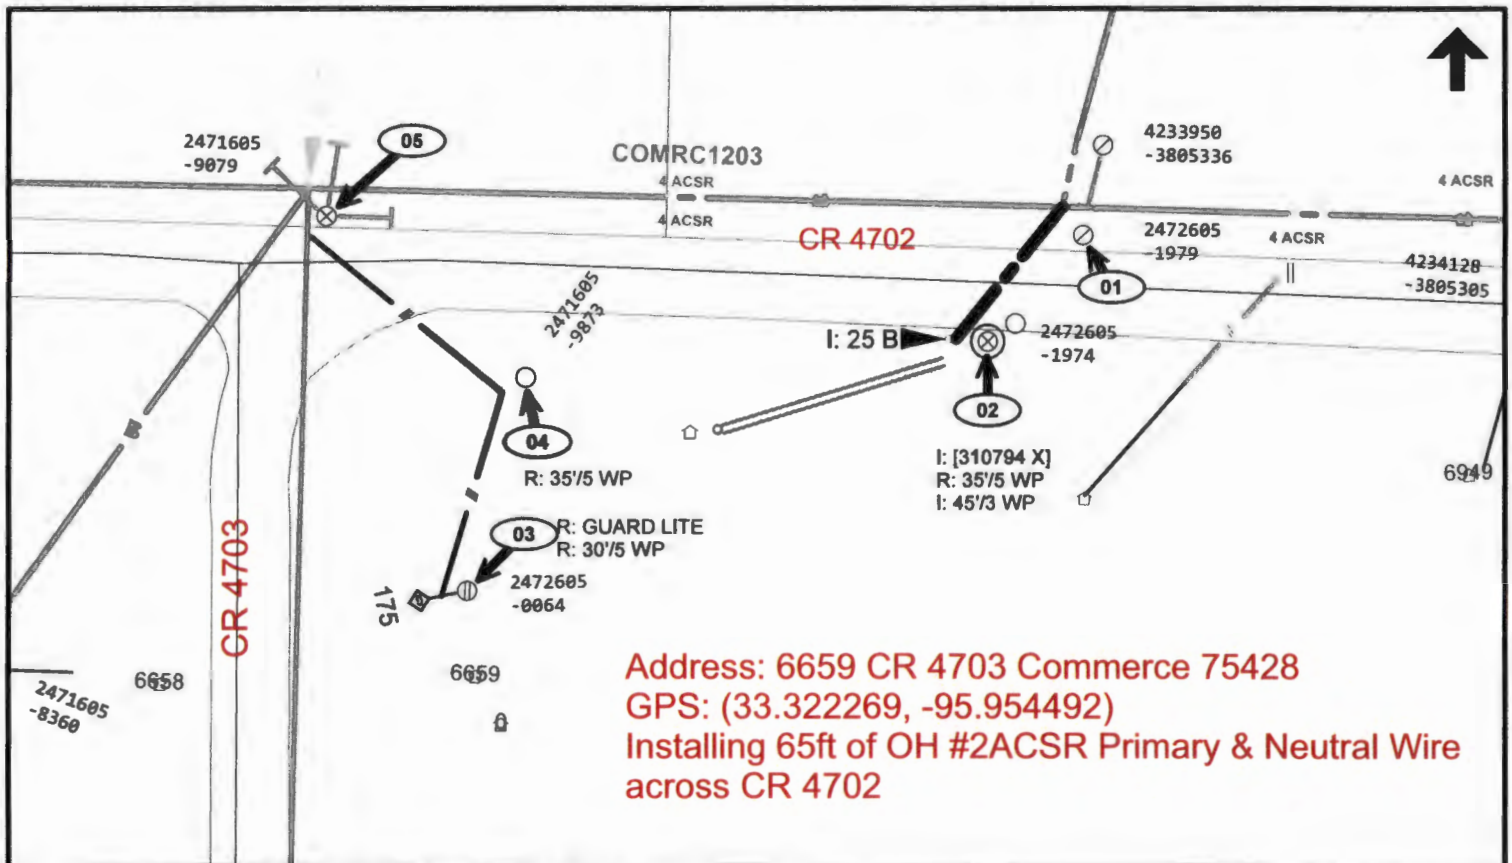 2471605
-9079
05
COMRC1203
4 ACSR
4 ACSR
4233950
-3805336
4 ACSR
CR 4702
2472605
-1979
4 ACSR
4234128
-3805305
01
2471605
-9873
I: 25 B
2472605
-1974
02
04
R: 35'/5 WP
I: [310794 X]
R: 35'/5 WP
I: 45'/3 WP
6949
03
R: GUARD LITE
R: 30'/5 WP
2472605
-0064
175
CR 4703
6658
6659
2471605
-8360
Address: 6659 CR 4703 Commerce 75428
GPS: (33.322269, -95.954492)
Installing 65ft of OH #2ACSR Primary & Neutral Wire
across CR 4702